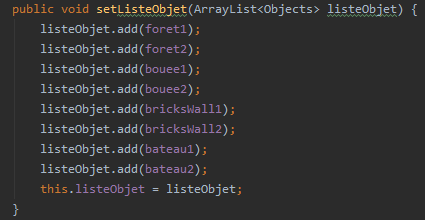 public void setListeObjet(ArrayList<Objects> listeObjet) {
listeObjet.add(foret1);
listeObjet.add(foret2);
listeObjet.add(bouee1);
listeObjet.add(bouee2);
listeObjet.add(bricksWall1);
listeObjet.add(bricksWall2);
listeObjet.add(bateau1);
listeObjet.add(bateau2);
this.listeObjet = listeObjet;
}